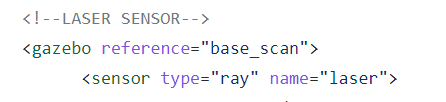 <!--LASER SENSOR-->
<gazebo reference="base_scan">
<sensor type="ray" name="laser">